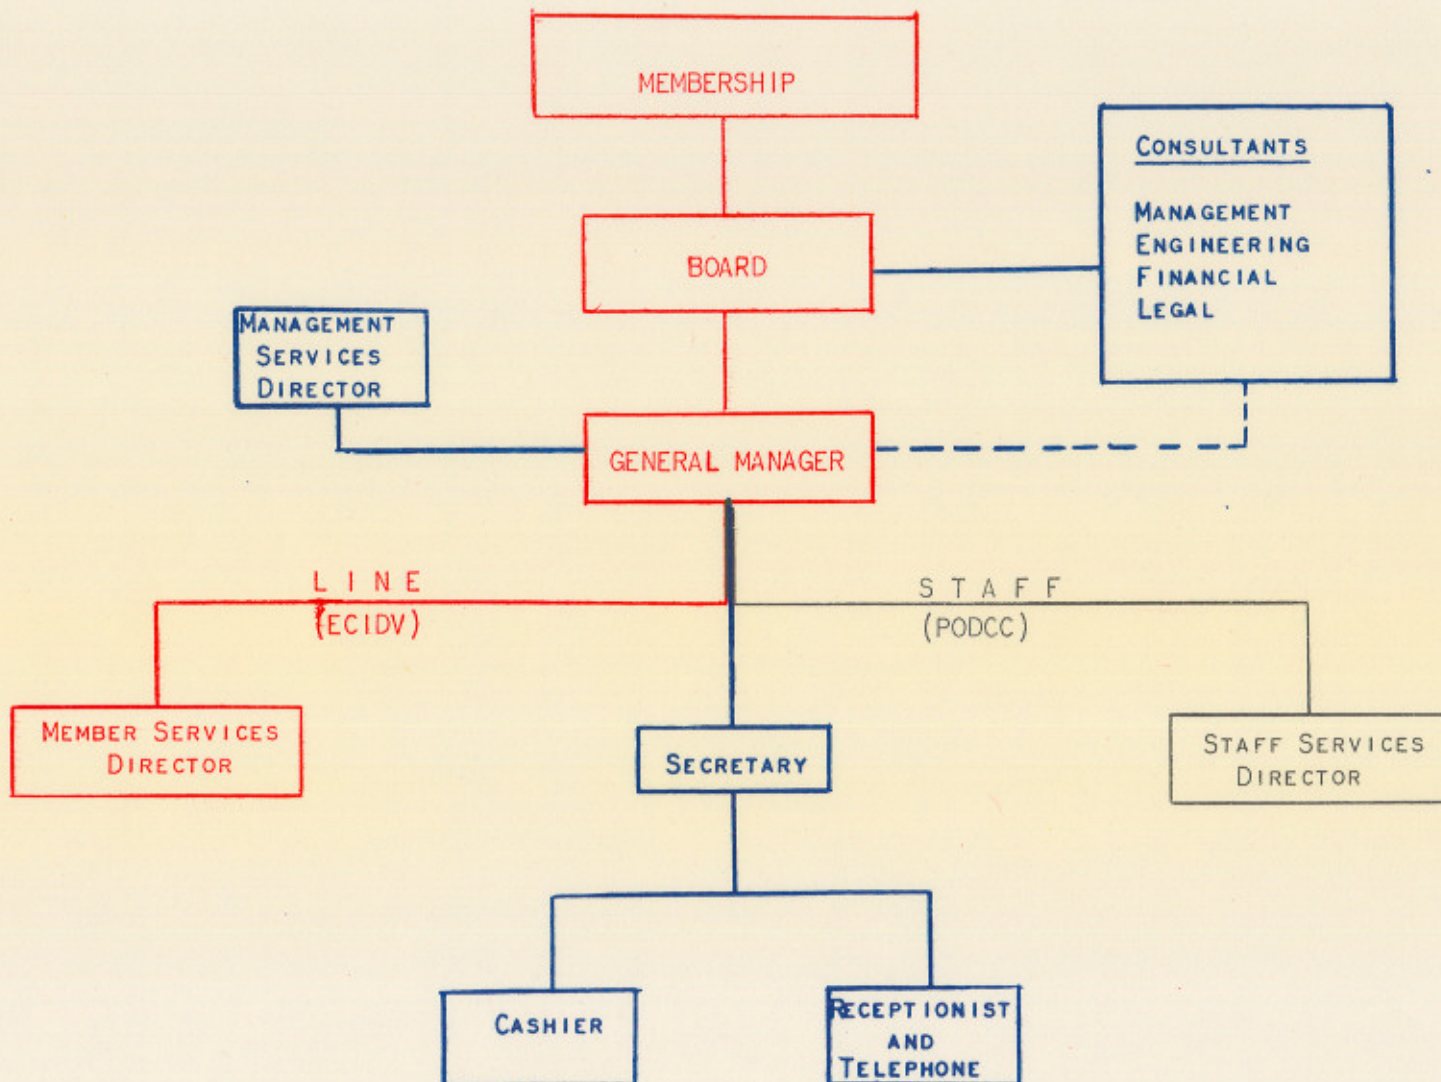 MEMBERSHIP
CONSULTANTS
MANAGEMENT
ENGINEERING
FINANCIAL
LEGAL
BOARD
MANAGEMENT
SERVICES
DIRECTOR
GENERAL MANAGER
LINE
(ECIDV)
STAFF
(PODCC)
MEMBER SERVICES
DIRECTOR
SECRETARY
STAFF SERVICES
DIRECTOR
CASHIER
RECEPTIONIST
AND
TELEPHONE